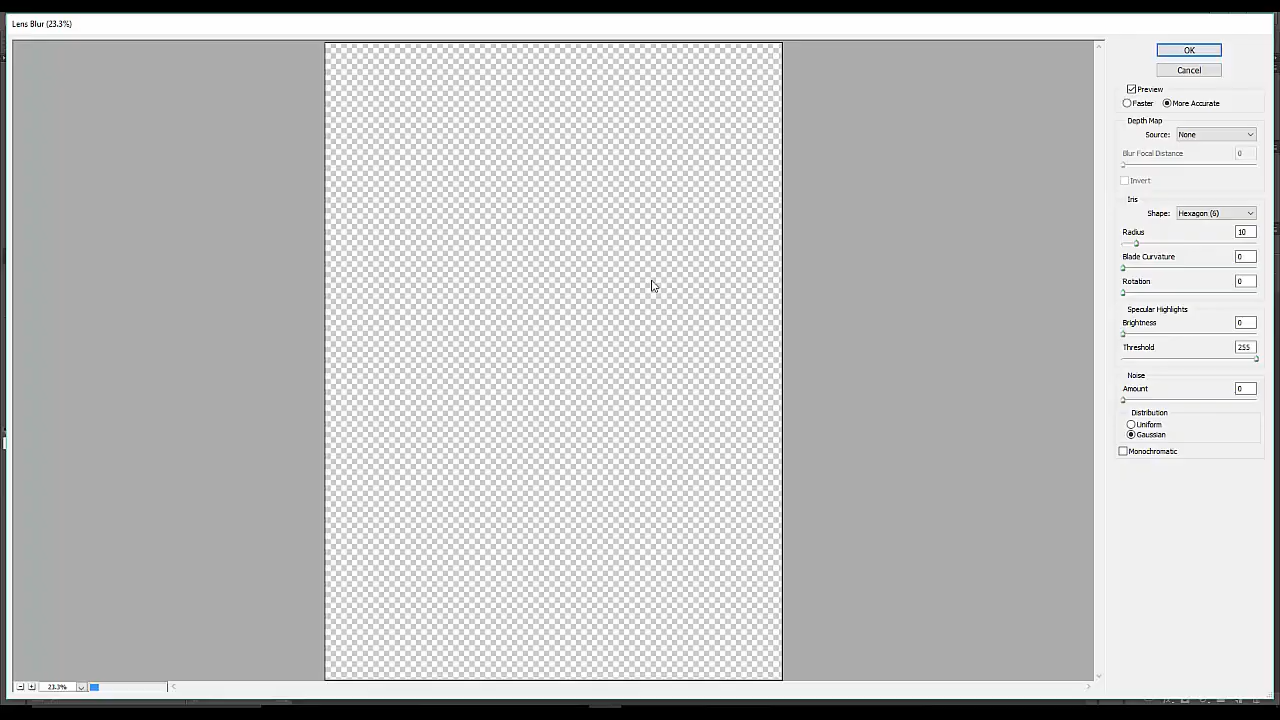 Lens Blur (23.3%)
OK
Cancel
Preview
Faster More Accurate
Depth Map
Source: None
Blur Focal Distance 0
Invert
Iris
Shape: Hexagon (6)
Radius 10
Blade Curvature 0
Rotation 0
Specular Highlights
Brightness 0
Threshold 255
Noise
Amount 0
Distribution
Uniform
Gaussian
Monochromatic
23.3%